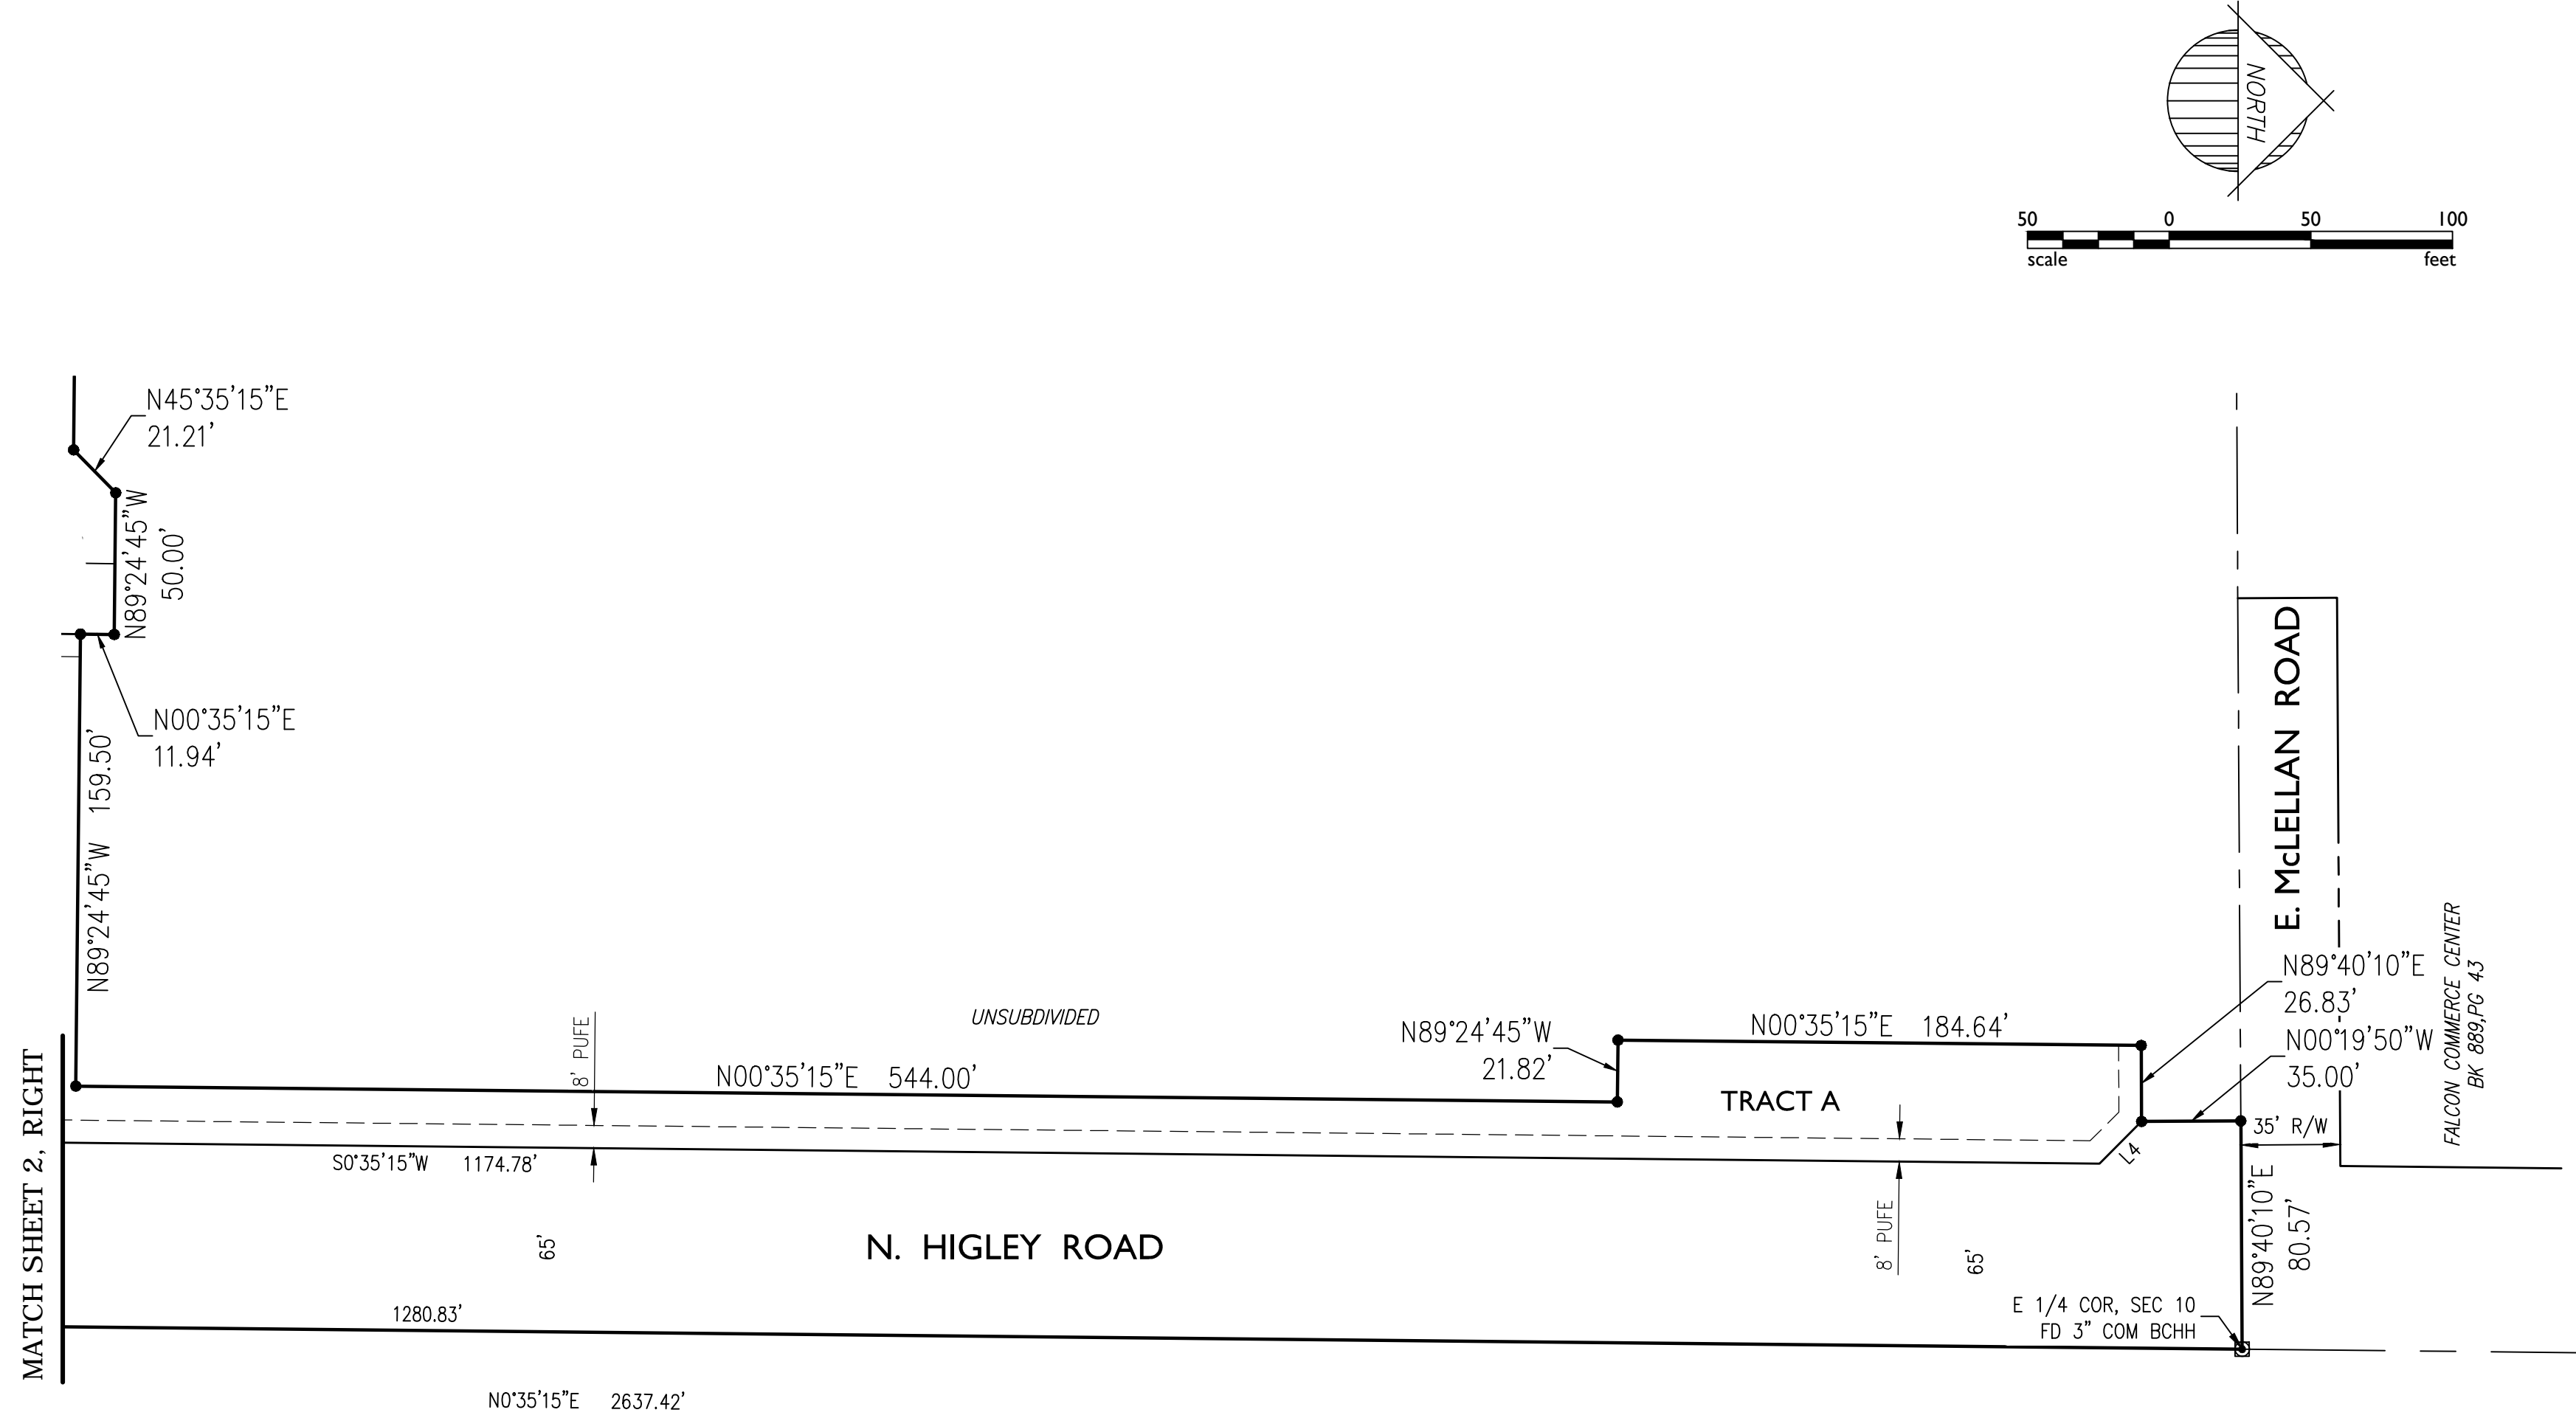 NORTH
50 0 50 100
scale feet
N45°35'15"E
21.21'
N89°24'45"W
50.00'
N00°35'15"E
11.94'
N89°24'45"W 159.50'
E. McLELLAN ROAD
FALCON COMMERCE CENTER
BK 889,PG 43
N89°40'10"E
26.83'
N00°19'50"W
35.00'
35' R/W
UNSUBDIVIDED
8' PUFE
N00°35'15"E 544.00'
N89°24'45"W
21.82'
N00°35'15"E 184.64'
TRACT A
L4
MATCH SHEET 2, RIGHT
S0°35'15"W 1174.78'
65'
N. HIGLEY ROAD
8' PUFE
65'
N89°40'10"E
80.57'
E 1/4 COR, SEC 10
FD 3" COM BCHH
1280.83'
N0°35'15"E 2637.42'